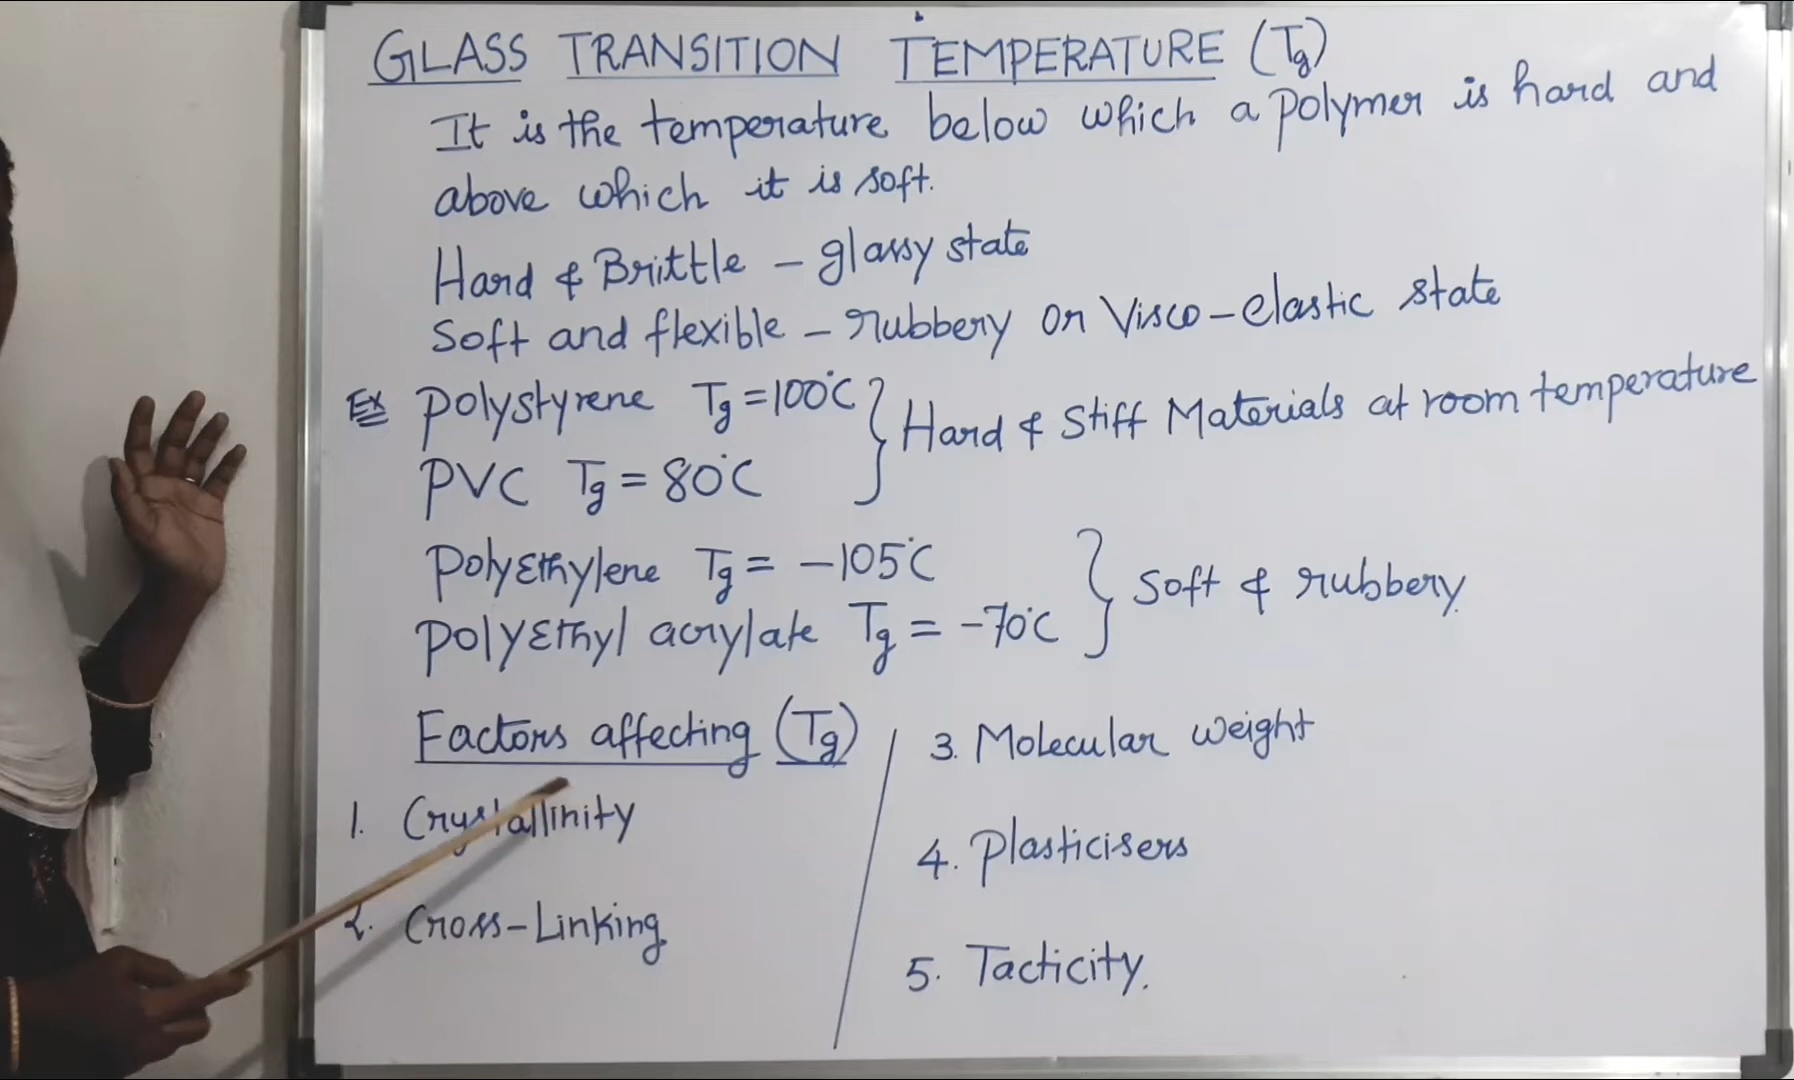 GLASS TRANSITION TEMPERATURE (Tg)
It is the temperature below which a polymer is hard and
above which it is soft.
Hard & Brittle - glassy state
Soft and flexible - rubbery or Visco-elastic state
Ex Polystyrene Tg = 100°C } Hard & Stiff Materials at room temperature
PVC Tg = 80°C
PolyEthylene Tg = -105°C } Soft & rubbery.
PolyEthyl acrylate Tg = -70°C
Factors affecting (Tg)
1. Crystallinity
2. Cross-Linking
3. Molecular weight
4. Plasticisers
5. Tacticity.